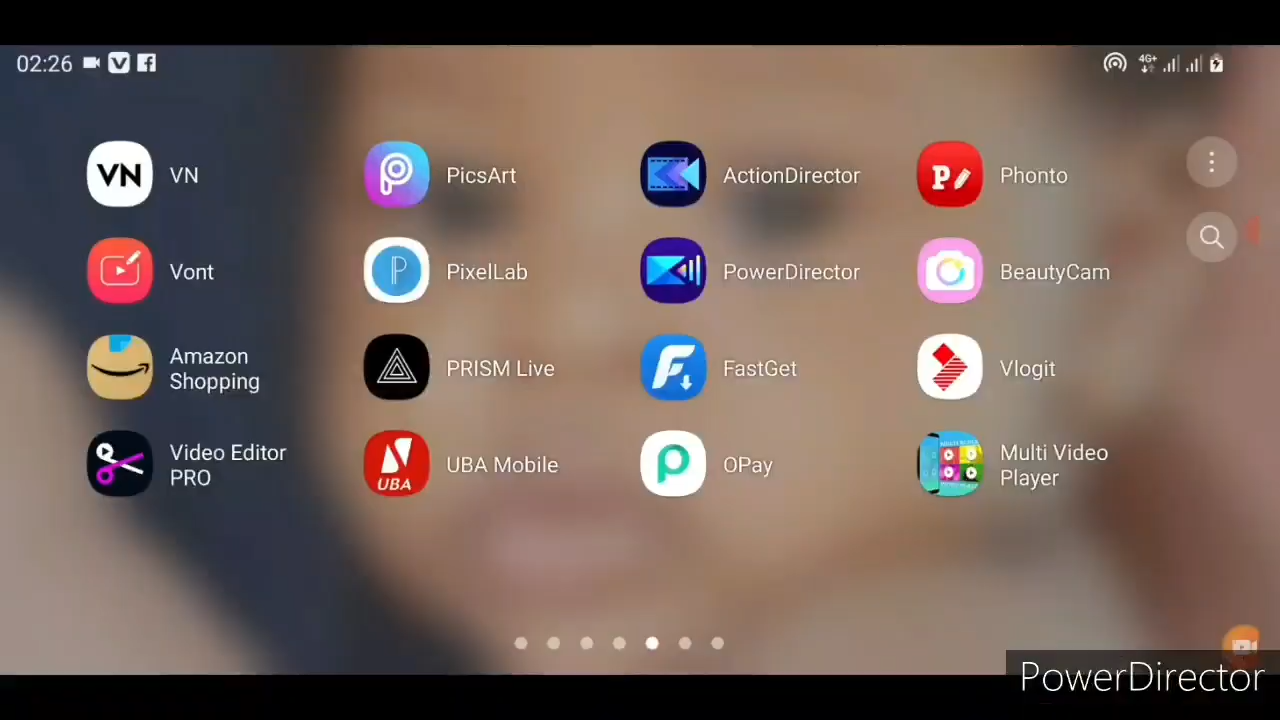 02:26
4G+
VN VN
PicsArt
ActionDirector
P Phonto
Vont
P PixelLab
PowerDirector
BeautyCam
Amazon
Shopping
PRISM Live
F FastGet
Vlogit
Video Editor
PRO
UBA UBA Mobile
OPay
Multi Video
Player
PowerDirector